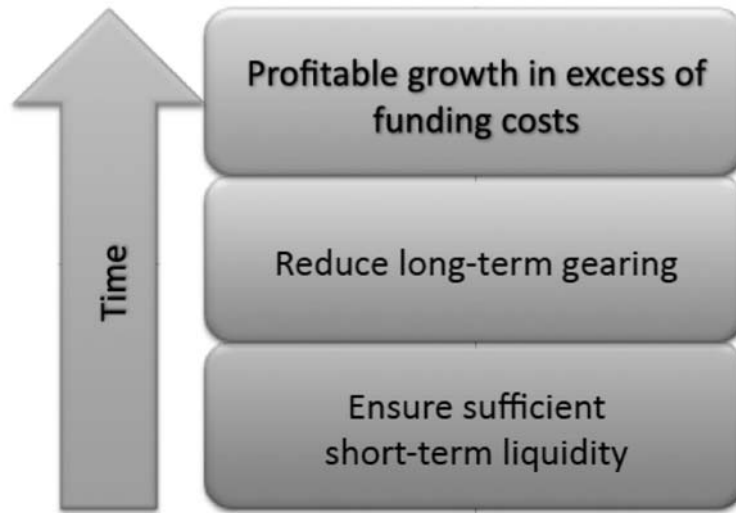 Profitable growth in excess of
funding costs
Time
Reduce long-term gearing
Ensure sufficient
short-term liquidity